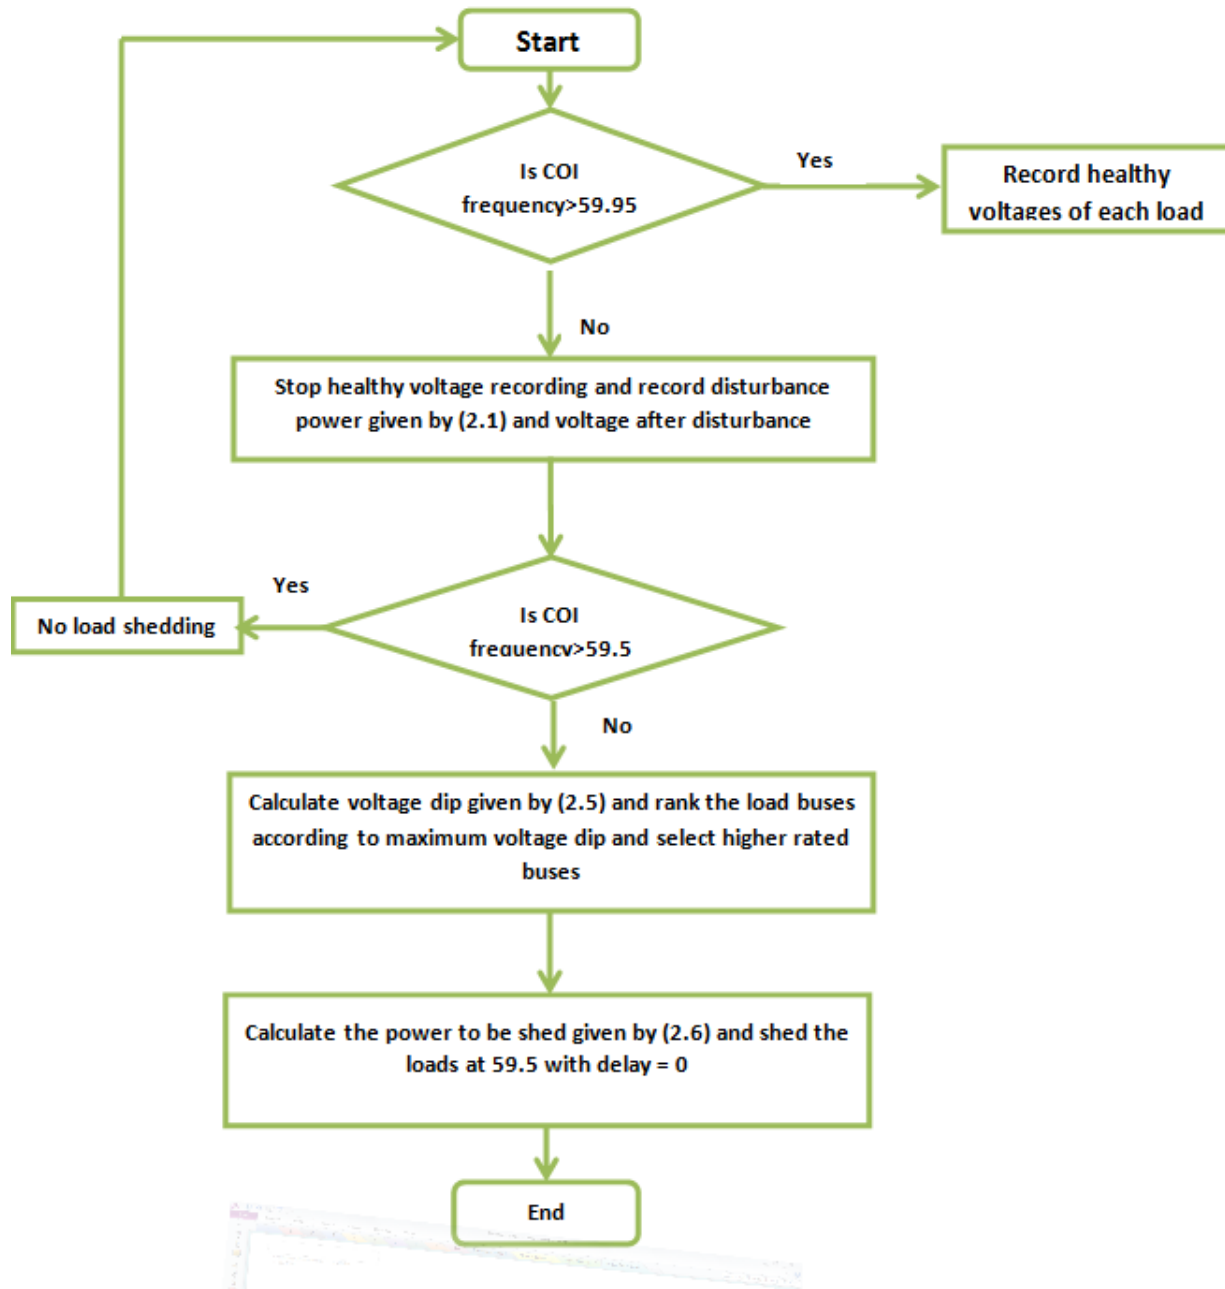 Start
Is COI
frequency>59.95
Yes
Record healthy
voltages of each load
No
Stop healthy voltage recording and record disturbance
power given by (2.1) and voltage after disturbance
Yes
No load shedding
Is COI
frequency>59.5
No
Calculate voltage dip given by (2.5) and rank the load buses
according to maximum voltage dip and select higher rated
buses
Calculate the power to be shed given by (2.6) and shed the
loads at 59.5 with delay = 0
End